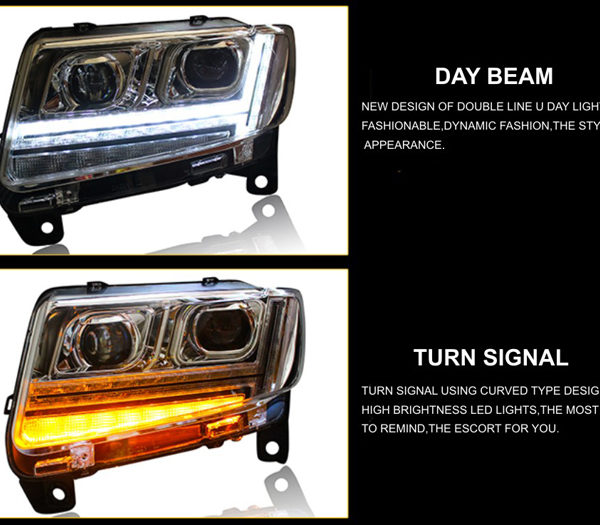 DAY BEAM
NEW DESIGN OF DOUBLE LINE U DAY LIGH
FASHIONABLE,DYNAMIC FASHION,THE STY
APPEARANCE.
TURN SIGNAL
TURN SIGNAL USING CURVED TYPE DESIG
HIGH BRIGHTNESS LED LIGHTS,THE MOST
TO REMIND,THE ESCORT FOR YOU.